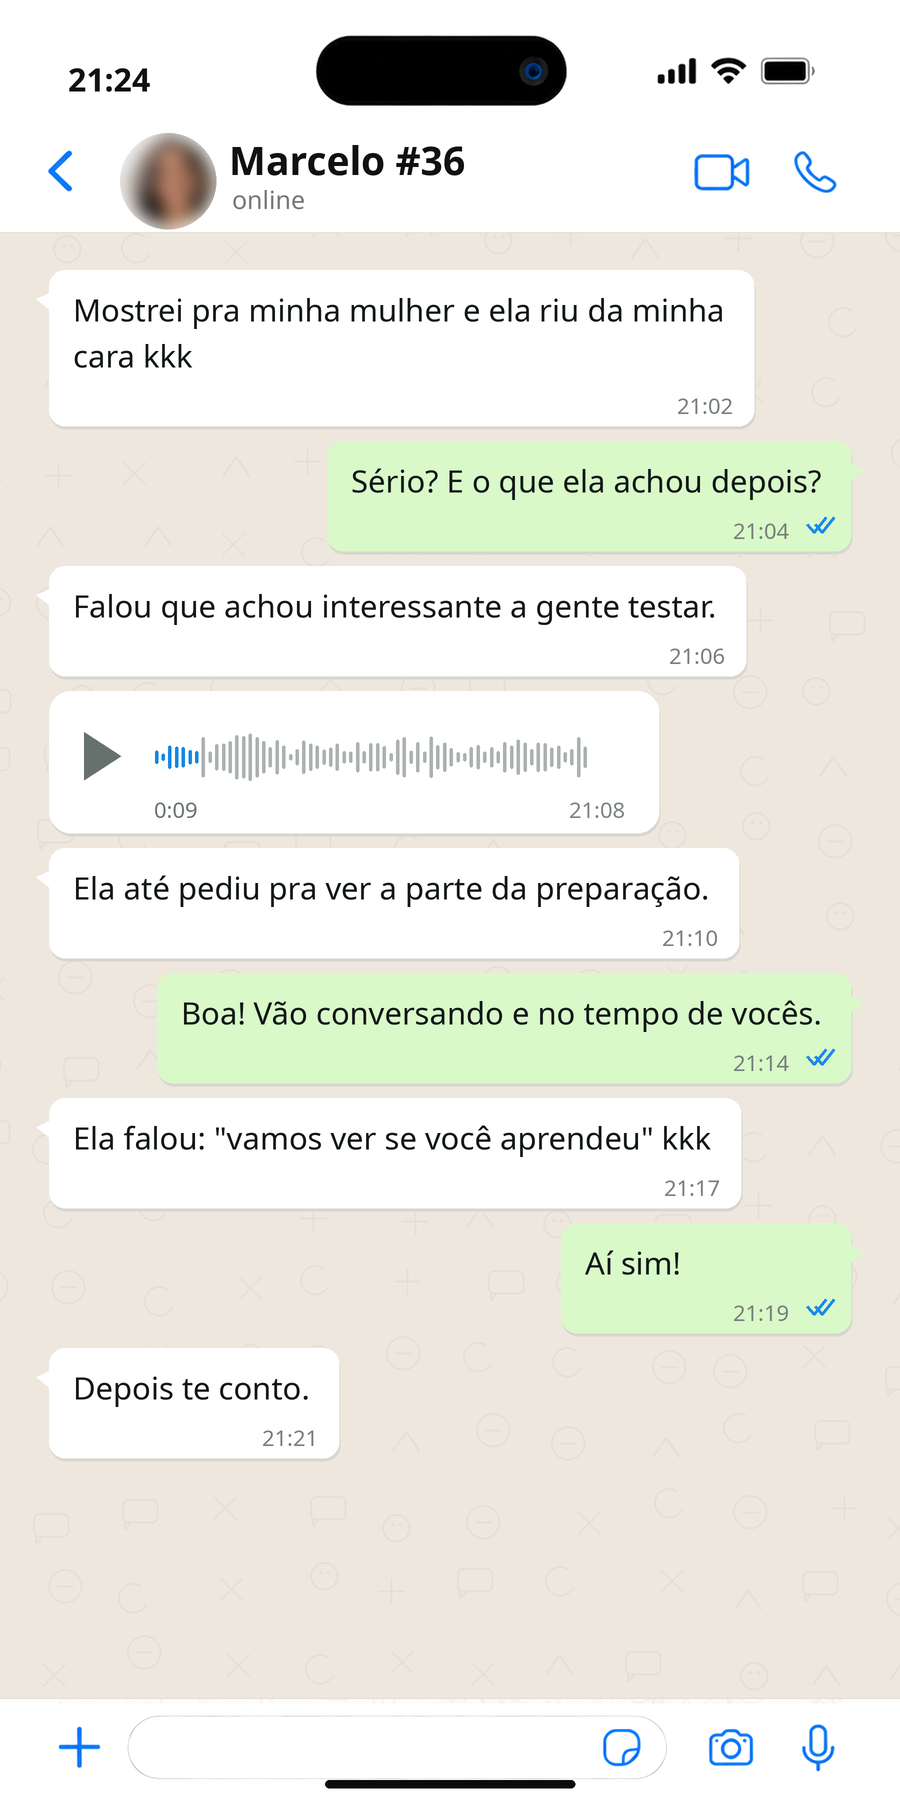 21:24
Marcelo #36
online
Mostrei pra minha mulher e ela riu da minha
cara kkk
21:02
Sério? E o que ela achou depois?
21:04
Falou que achou interessante a gente testar.
21:06
0:09
21:08
Ela até pediu pra ver a parte da preparação.
21:10
Boa! Vão conversando e no tempo de vocês.
21:14
Ela falou: "vamos ver se você aprendeu" kkk
21:17
Aí sim!
21:19
Depois te conto.
21:21